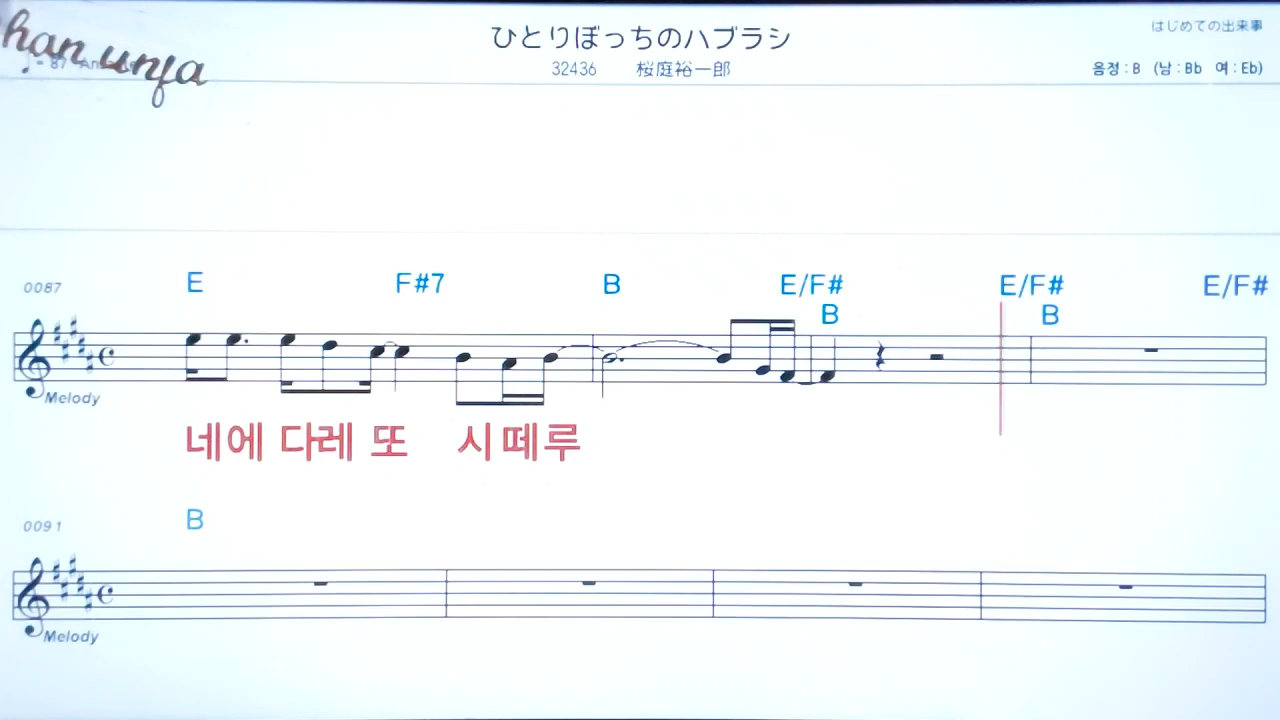 han unja
ひとりぼっちのハブラシ
はじめての出来事
32436 桜庭裕一郎
음정 : B (남 : Bb 여 : Eb)
0087 E F#7 B E/F# E/F# E/F#
B B
Melody
네에 다레 또 시 떼루
0091 B
Melody